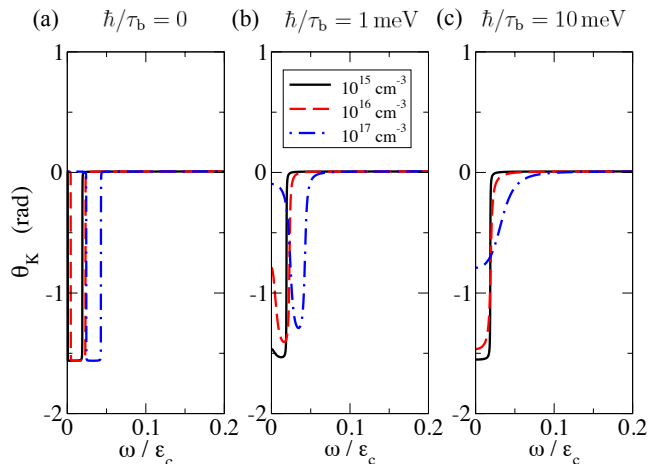 (a) ħ/τ_b = 0 (b) ħ/τ_b = 1 meV (c) ħ/τ_b = 10 meV
1 1 1
10^15 cm^-3
10^16 cm^-3
10^17 cm^-3
0 0 0
θ_K (rad)
-1 -1 -1
-2 -2 -2
0 0.1 0.2 0 0.1 0.2 0 0.1 0.2
ω / ε_c ω / ε_c ω / ε_c